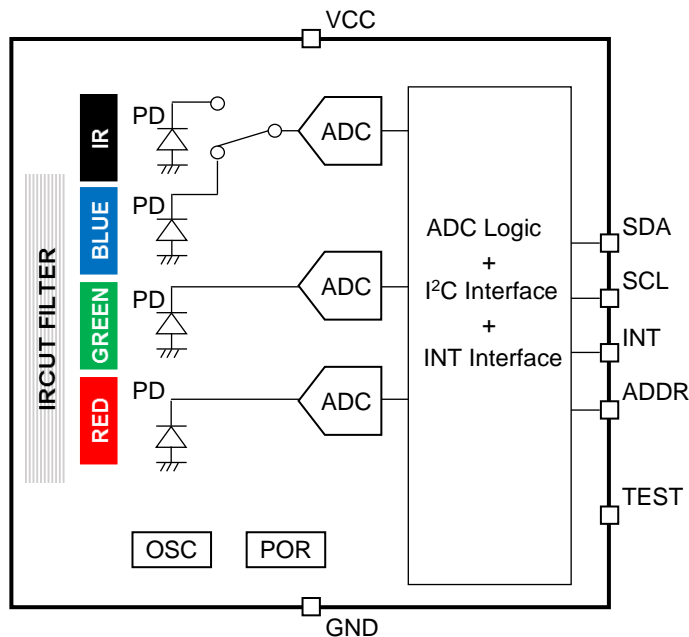 VCC
IR
PD
ADC
BLUE
PD
ADC Logic
+
I²C Interface
+
INT Interface
SDA
SCL
INT
ADDR
TEST
IRCUT FILTER
GREEN
PD
ADC
RED
PD
ADC
OSC
POR
GND